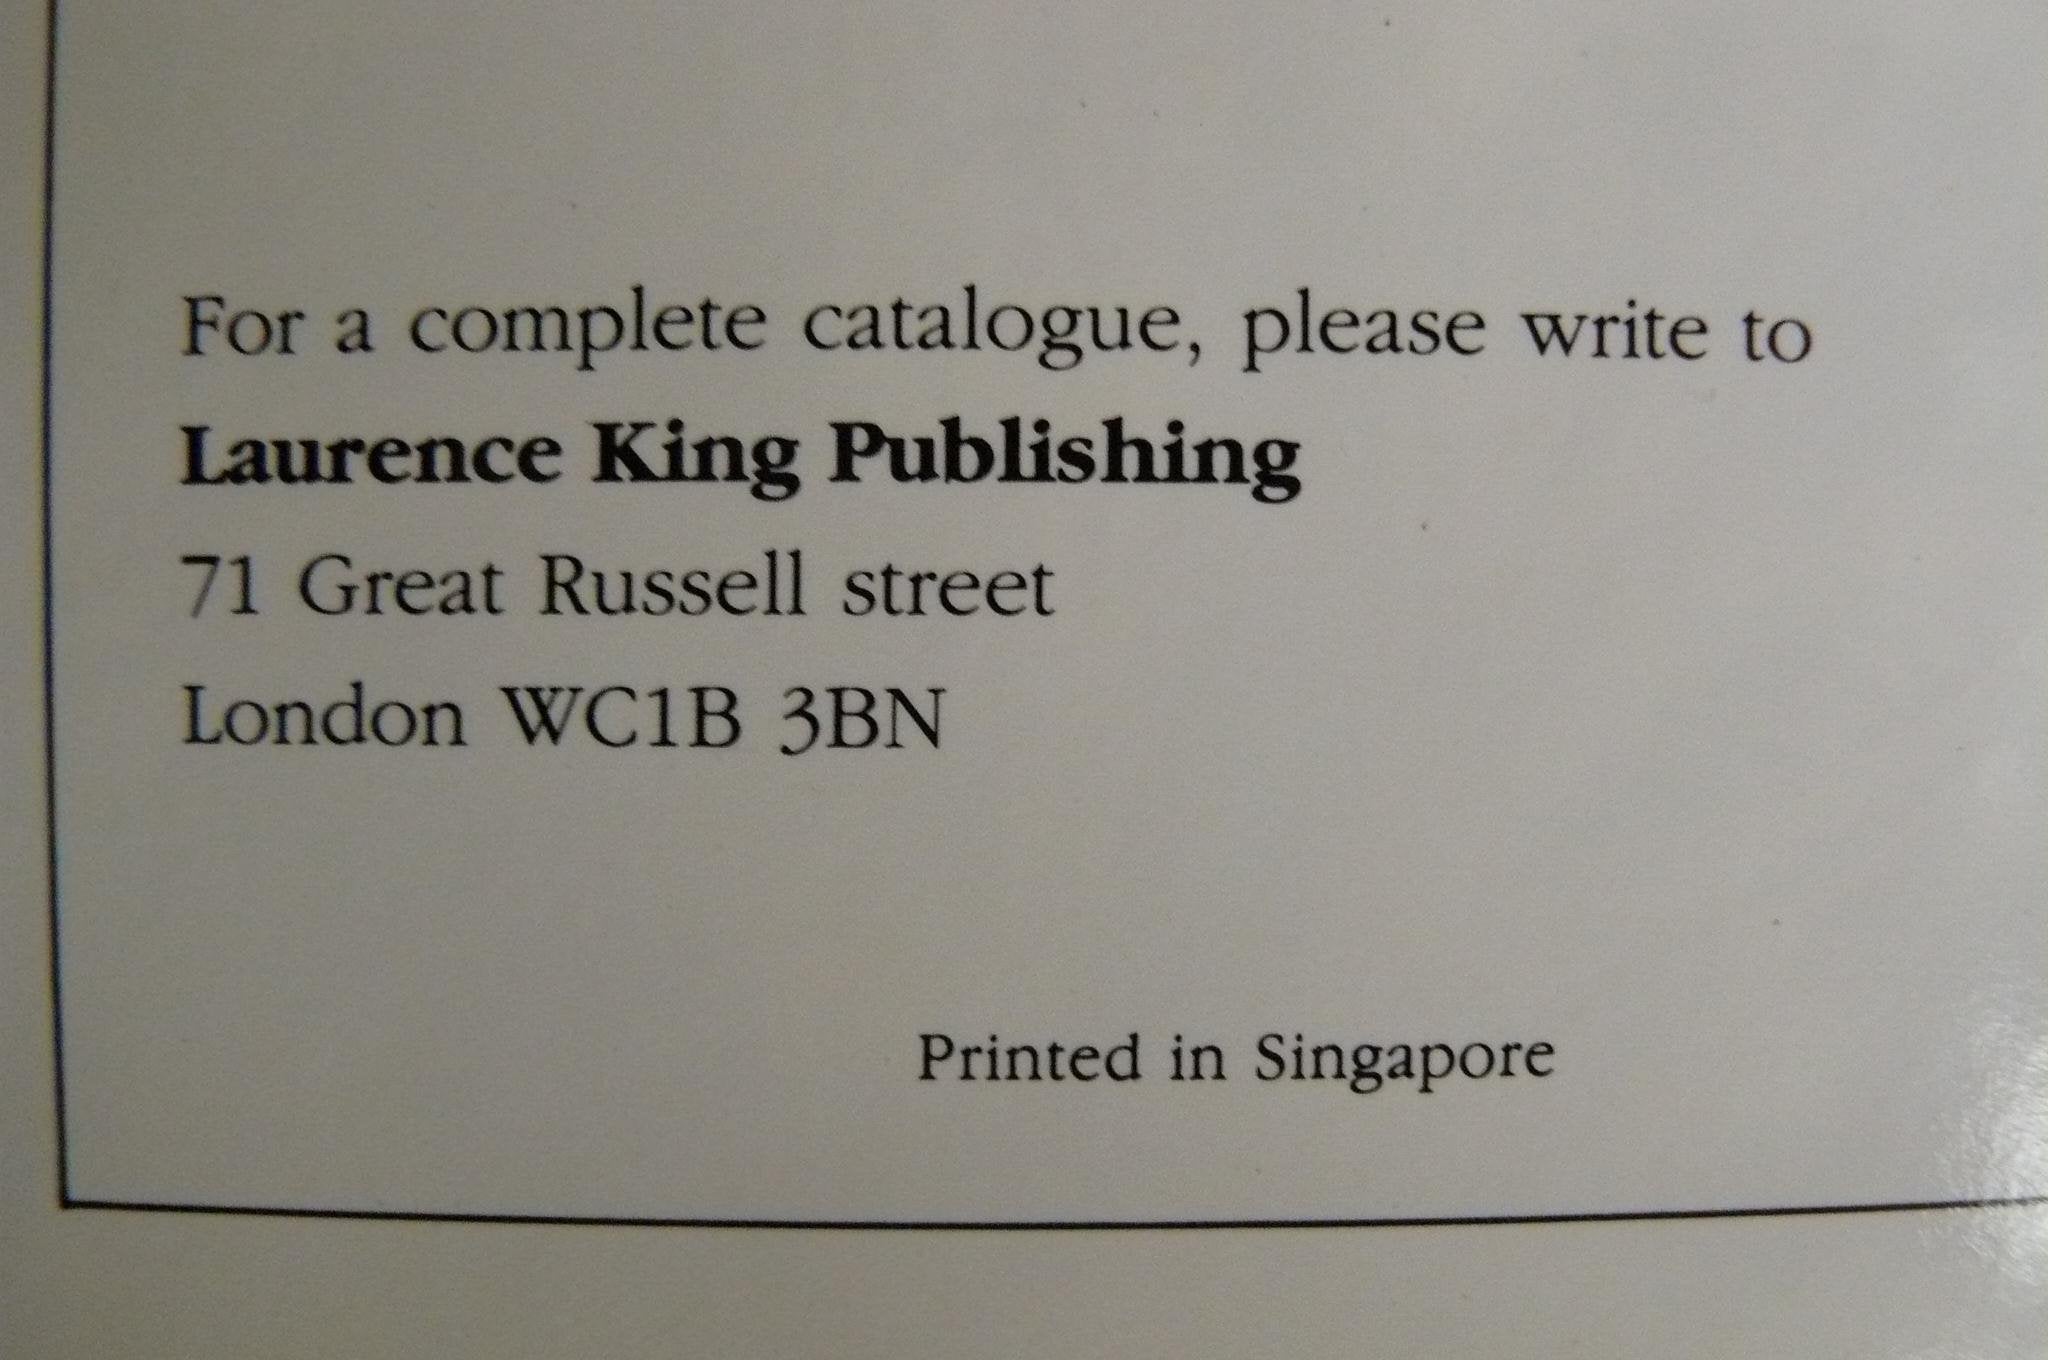 For a complete catalogue, please write to
Laurence King Publishing
71 Great Russell street
London WC1B 3BN
Printed in Singapore